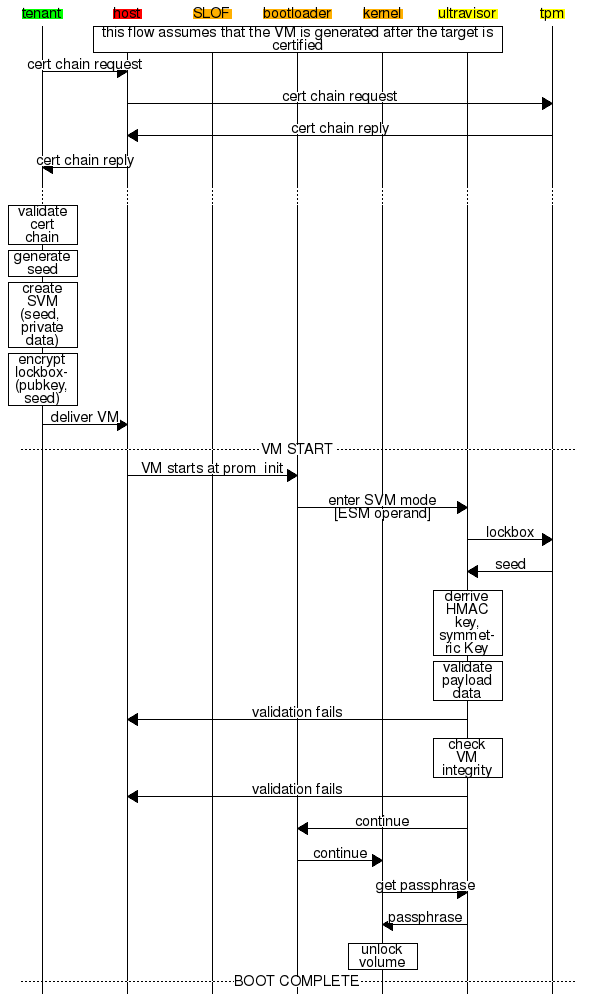 tenant host SLOF bootloader kernel ultravisor tpm
this flow assumes that the VM is generated after the target is
certified
cert chain request
cert chain request
cert chain reply
cert chain reply
validate
cert
chain
generate
seed
create
SVM
(seed,
private
data)
encrypt
lockbox-
(pubkey,
seed)
deliver VM
VM START
VM starts at prom init
enter SVM mode
[ESM operand]
lockbox
seed
derrive
HMAC
key,
symmet-
ric Key
validate
payload
data
validation fails
check
VM
integrity
validation fails
continue
continue
get passphrase
passphrase
unlock
volume
BOOT COMPLETE